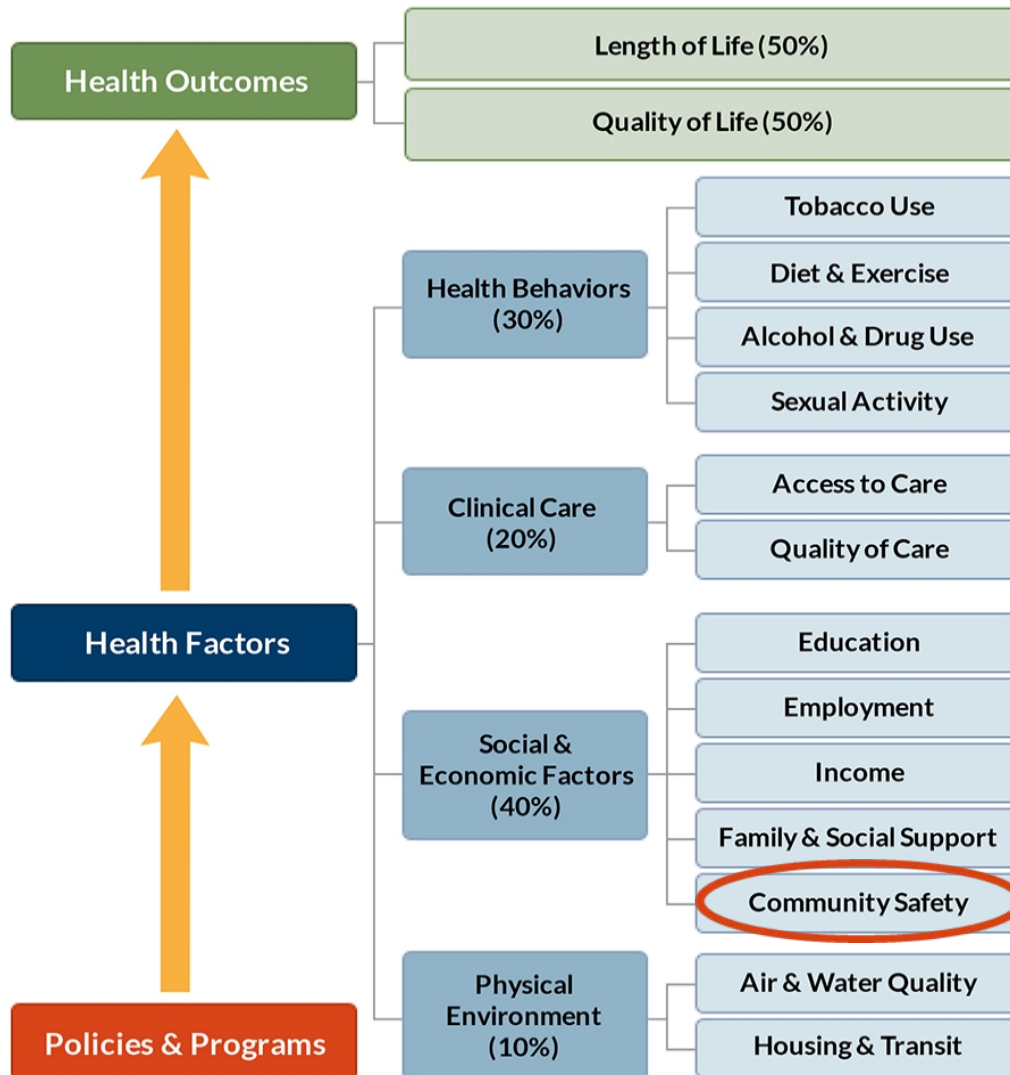 Health Outcomes
Length of Life (50%)
Quality of Life (50%)
Health Factors
Health Behaviors
(30%)
Tobacco Use
Diet & Exercise
Alcohol & Drug Use
Sexual Activity
Clinical Care
(20%)
Access to Care
Quality of Care
Social &
Economic Factors
(40%)
Education
Employment
Income
Family & Social Support
Community Safety
Physical
Environment
(10%)
Air & Water Quality
Housing & Transit
Policies & Programs